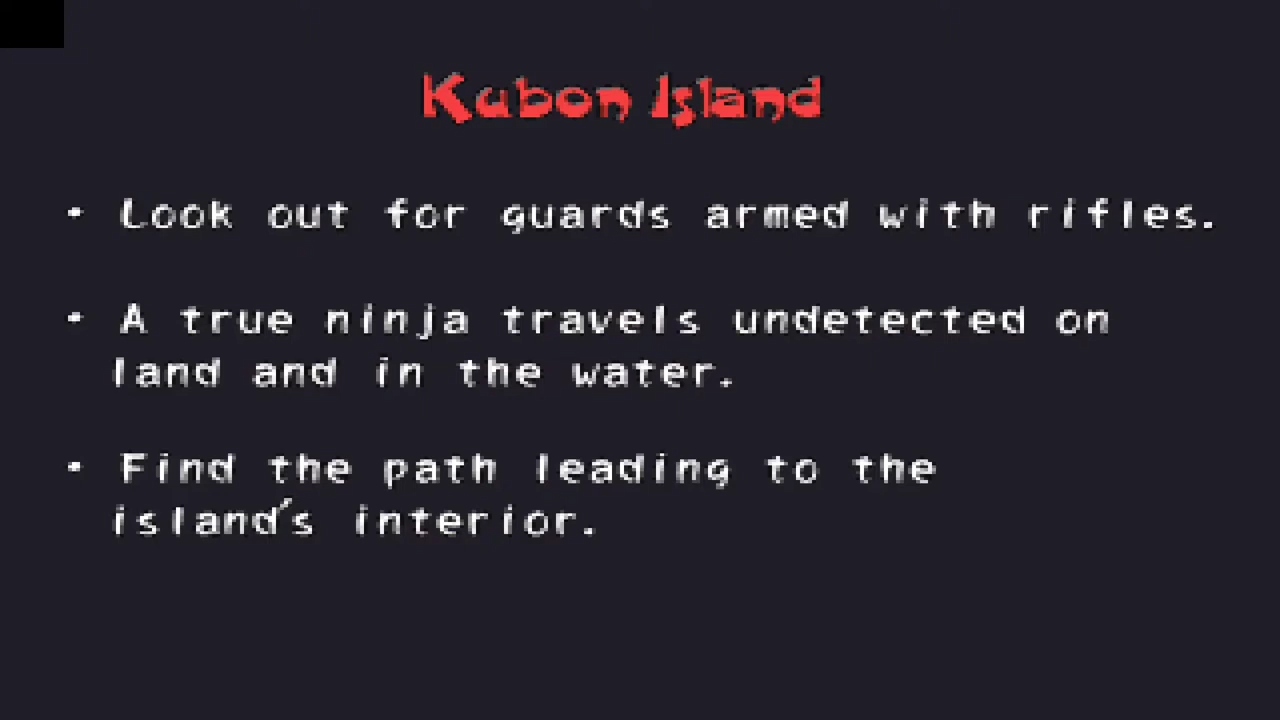 Kubon Island
• Look out for guards armed with rifles.
• A true ninja travels undetected on
land and in the water.
• Find the path leading to the
island's interior.